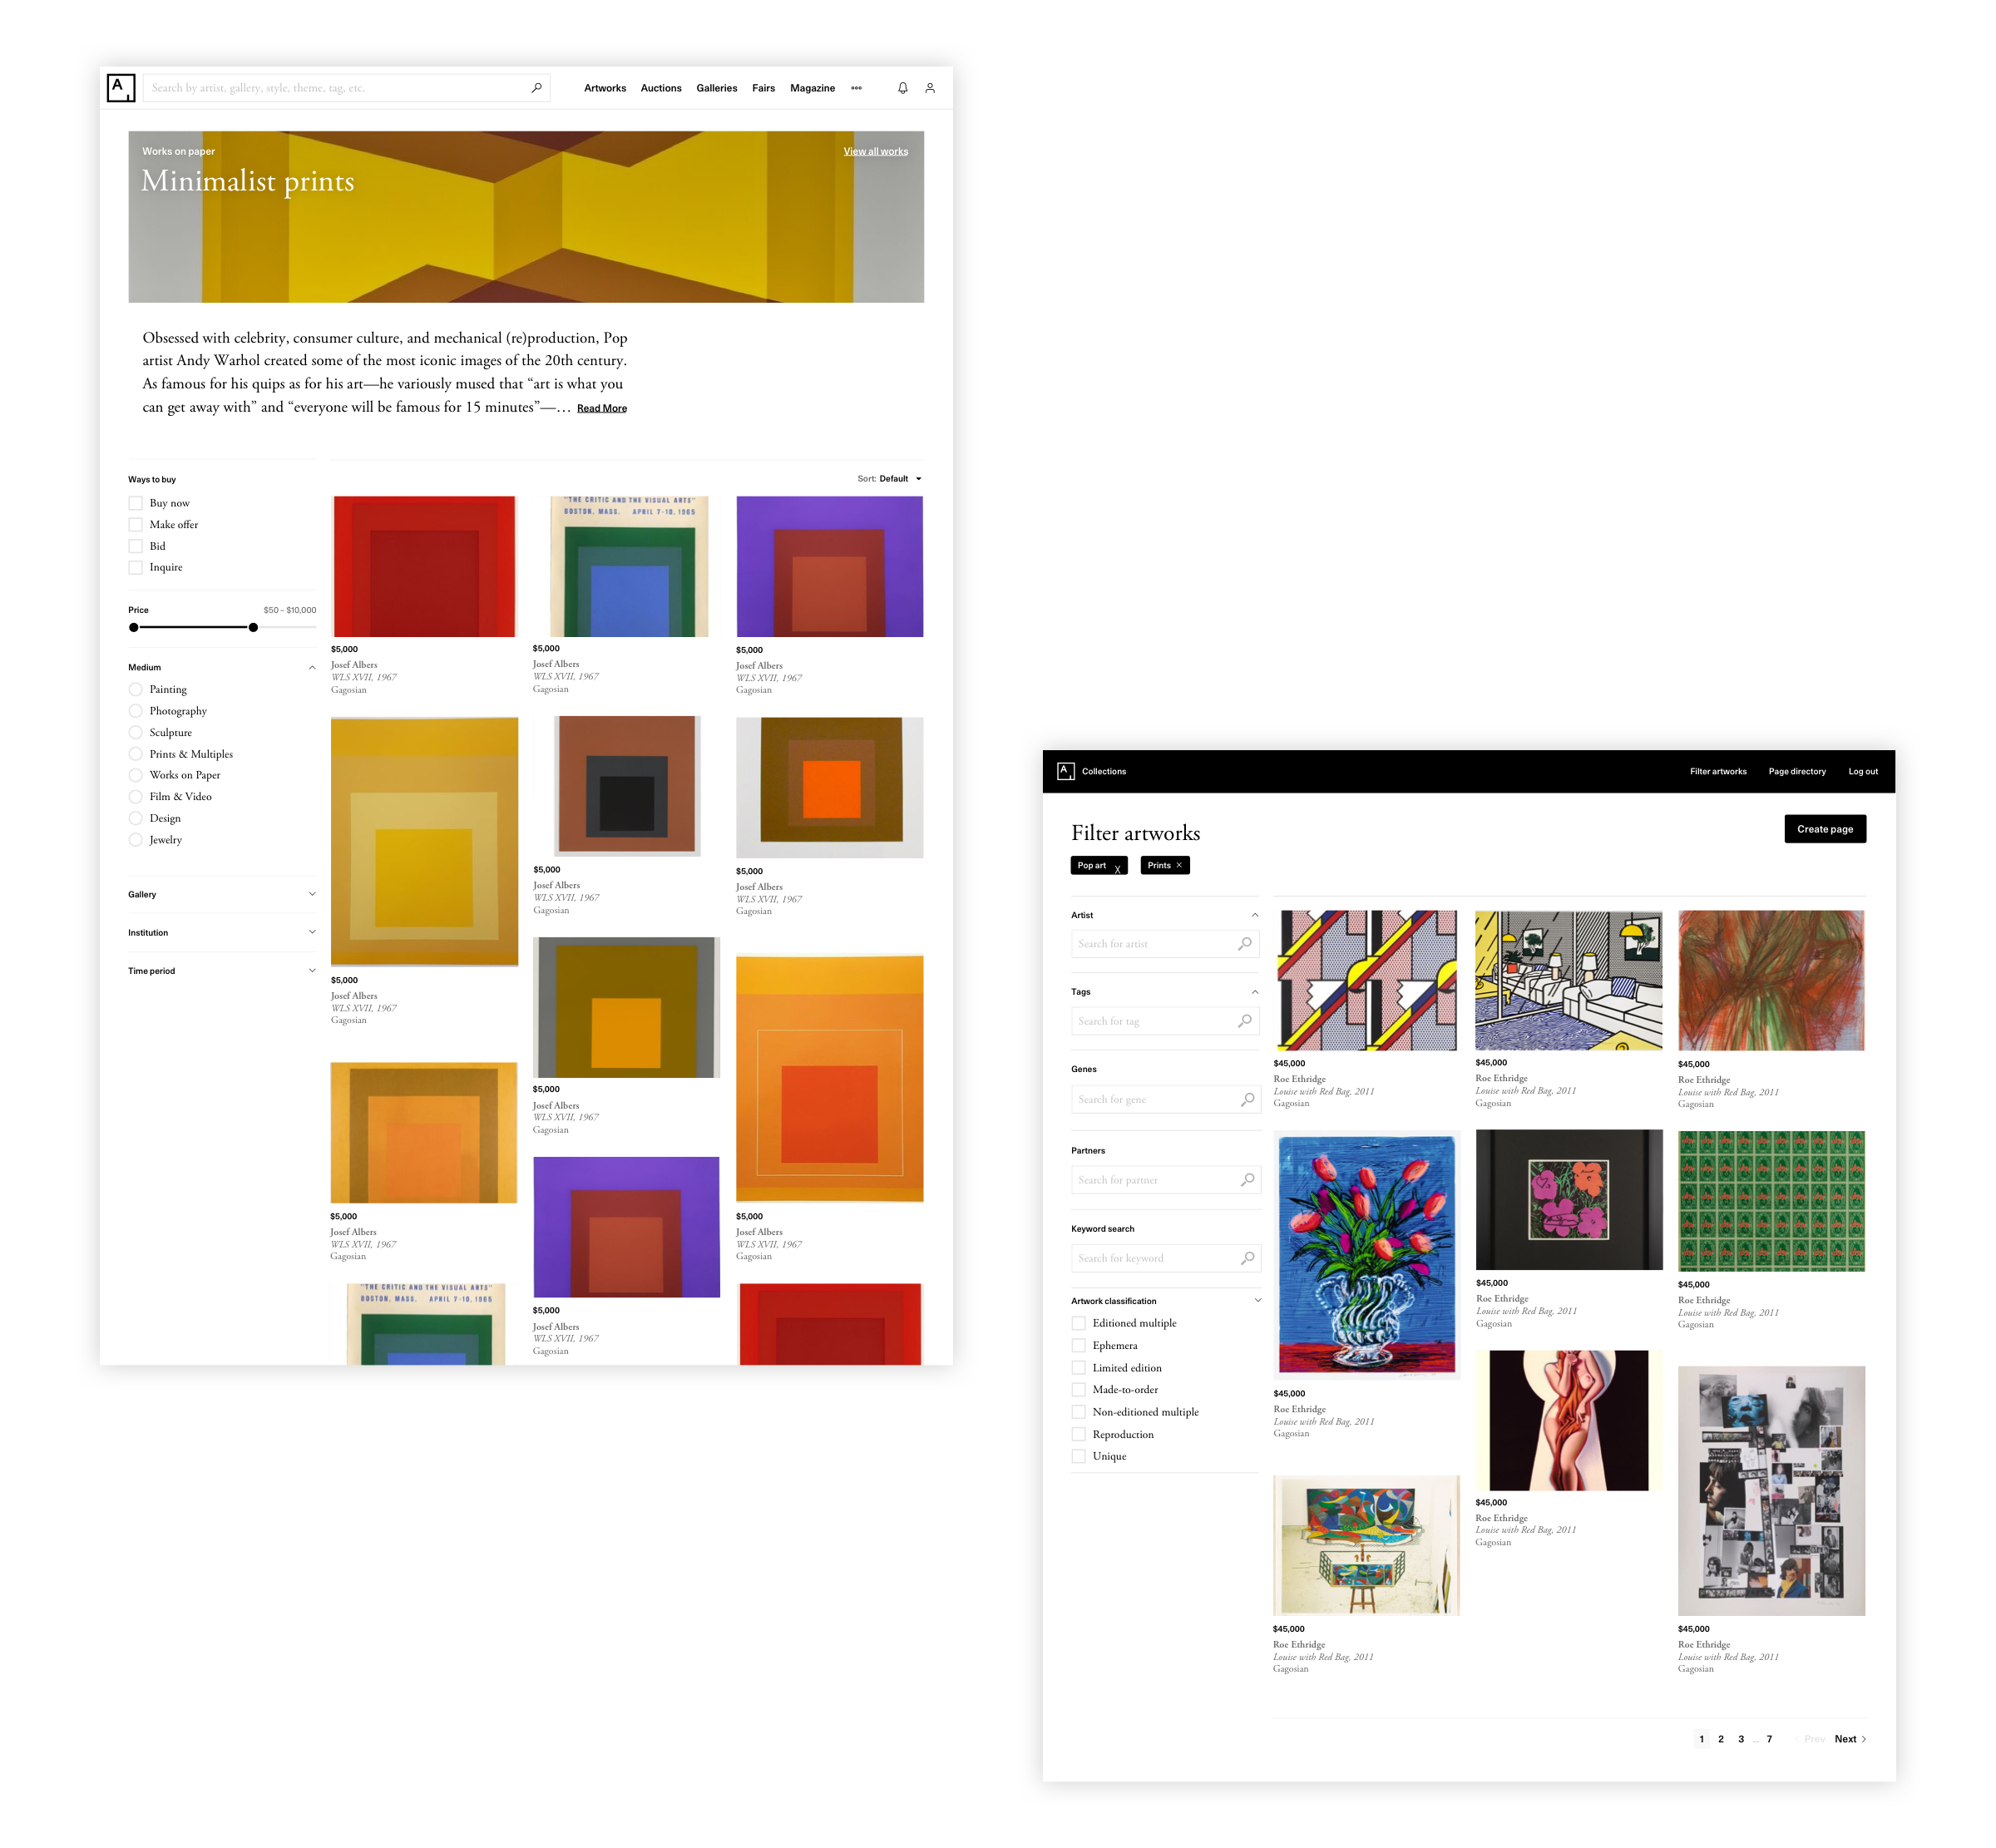 A
Search by artist, gallery, style, theme, tag, etc.
Artworks Auctions Galleries Fairs Magazine
Works on paper
View all works
Minimalist prints
Obsessed with celebrity, consumer culture, and mechanical (re)production, Pop
artist Andy Warhol created some of the most iconic images of the 20th century.
As famous for his quips as for his art—he variously mused that “art is what you
can get away with” and “everyone will be famous for 15 minutes”—… Read More
Ways to buy
Buy now
Make offer
Bid
Inquire
Price $50 – $10,000
Medium
Painting
Photography
Sculpture
Prints & Multiples
Works on Paper
Film & Video
Design
Jewelry
Gallery
Institution
Time period
Sort: Default
$5,000
Josef Albers
WLS XVII, 1967
Gagosian
"THE CRITIC AND THE VISUAL ARTS"
BOSTON, MASS. APRIL 7-10, 1965
$5,000
Josef Albers
WLS XVII, 1967
Gagosian
$5,000
Josef Albers
WLS XVII, 1967
Gagosian
$5,000
Josef Albers
WLS XVII, 1967
Gagosian
$5,000
Josef Albers
WLS XVII, 1967
Gagosian
$5,000
Josef Albers
WLS XVII, 1967
Gagosian
$5,000
Josef Albers
WLS XVII, 1967
Gagosian
$5,000
Josef Albers
WLS XVII, 1967
Gagosian
$5,000
Josef Albers
WLS XVII, 1967
Gagosian
"THE CRITIC AND THE VISUAL ARTS"
BOSTON, MASS. APRIL 7-10, 1965
$5,000
Josef Albers
WLS XVII, 1967
Gagosian
A
Collections
Filter artworks Page directory Log out
Filter artworks
Create page
Pop art X
Prints ×
Artist
Search for artist
Tags
Search for tag
Genes
Search for gene
Partners
Search for partner
Keyword search
Search for keyword
Artwork classification
Editioned multiple
Ephemera
Limited edition
Made-to-order
Non-editioned multiple
Reproduction
Unique
$45,000
Roe Ethridge
Louise with Red Bag, 2011
Gagosian
$45,000
Roe Ethridge
Louise with Red Bag, 2011
Gagosian
$45,000
Roe Ethridge
Louise with Red Bag, 2011
Gagosian
$45,000
Roe Ethridge
Louise with Red Bag, 2011
Gagosian
$45,000
Roe Ethridge
Louise with Red Bag, 2011
Gagosian
$45,000
Roe Ethridge
Louise with Red Bag, 2011
Gagosian
$45,000
Roe Ethridge
Louise with Red Bag, 2011
Gagosian
$45,000
Roe Ethridge
Louise with Red Bag, 2011
Gagosian
$45,000
Roe Ethridge
Louise with Red Bag, 2011
Gagosian
1 2 3 ... 7 Prev Next